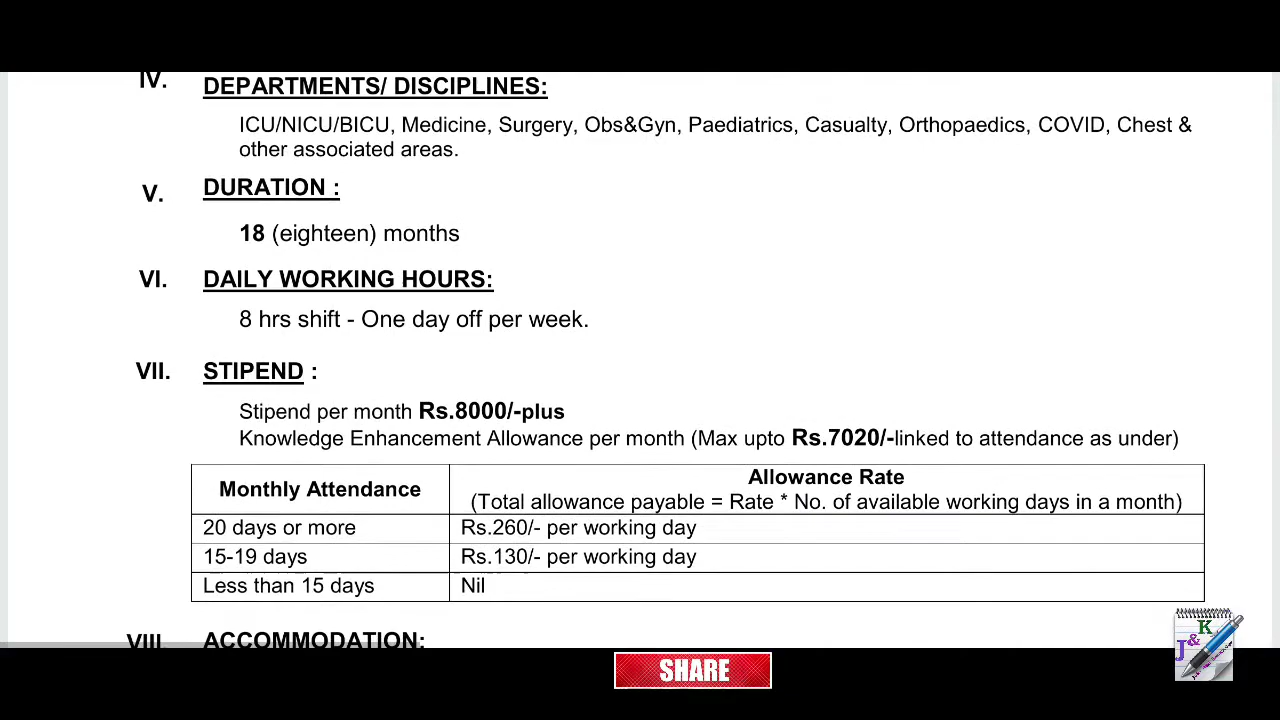 IV. DEPARTMENTS/ DISCIPLINES:
ICU/NICU/BICU, Medicine, Surgery, Obs&Gyn, Paediatrics, Casualty, Orthopaedics, COVID, Chest &
other associated areas.
V. DURATION :
18 (eighteen) months
VI. DAILY WORKING HOURS:
8 hrs shift - One day off per week.
VII. STIPEND :
Stipend per month Rs.8000/-plus
Knowledge Enhancement Allowance per month (Max upto Rs.7020/-linked to attendance as under)
Monthly Attendance
Allowance Rate
(Total allowance payable = Rate * No. of available working days in a month)
20 days or more Rs.260/- per working day
15-19 days Rs.130/- per working day
Less than 15 days Nil
VIII ACCOMMODATION:
J&K
SHARE